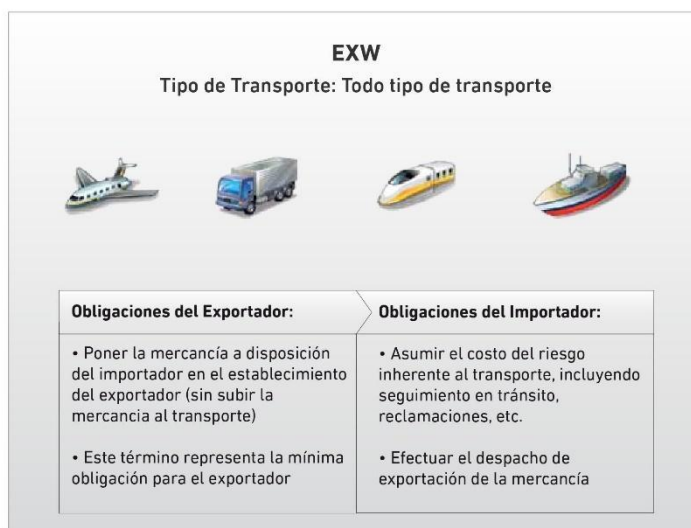 EXW
Tipo de Transporte: Todo tipo de transporte
Obligaciones del Exportador:
• Poner la mercancía a disposición
del importador en el establecimiento
del exportador (sin subir la
mercancia al transporte)
• Este término representa la mínima
obligación para el exportador
Obligaciones del Importador:
• Asumir el costo del riesgo
inherente al transporte, incluyendo
seguimiento en tránsito,
reclamaciones, etc.
• Efectuar el despacho de
exportación de la mercancía